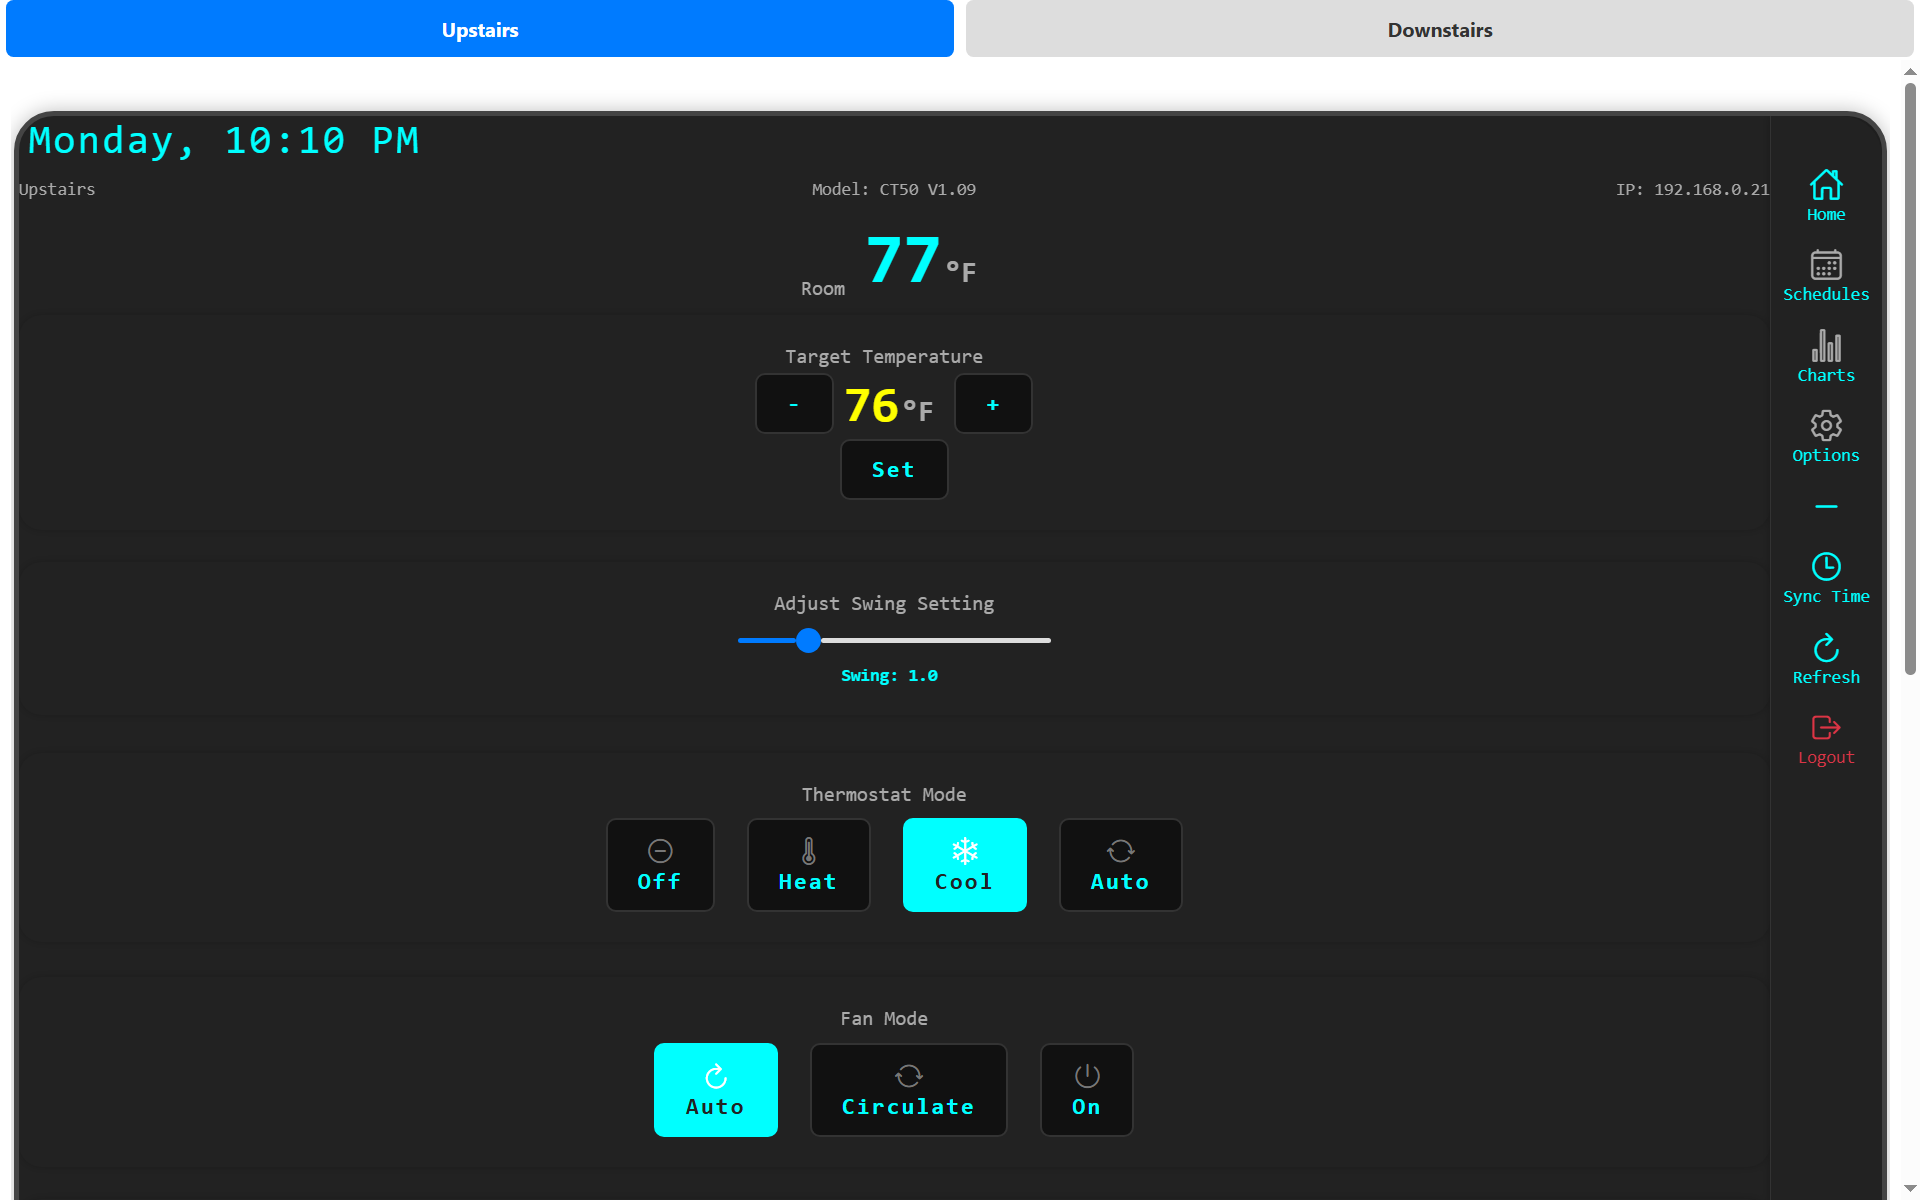 Upstairs
Downstairs
Monday, 10:10 PM
Upstairs
Model: CT50 V1.09
IP: 192.168.0.21
Room 77°F
Target Temperature
- 76°F +
Set
Adjust Swing Setting
Swing: 1.0
Thermostat Mode
Off
Heat
Cool
Auto
Fan Mode
Auto
Circulate
On
Home
Schedules
Charts
Options
Sync Time
Refresh
Logout